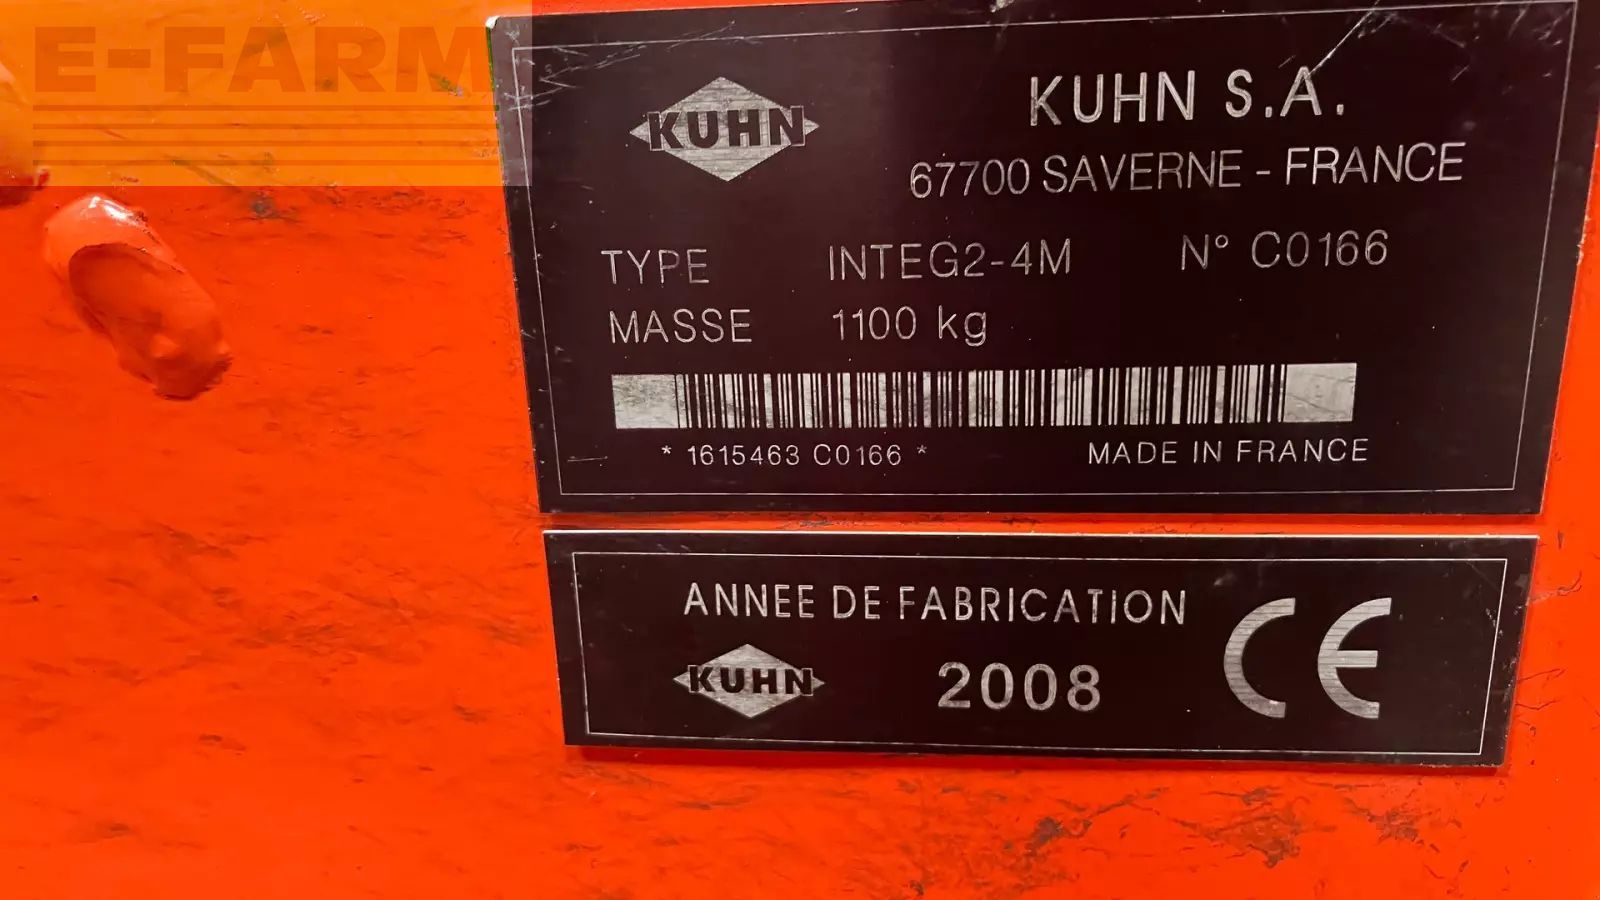 E-FARM
KUHN
KUHN S.A.
67700 SAVERNE - FRANCE
TYPE INTEG2-4M N° C0166
MASSE 1100 kg
* 1615463 C0166 *
MADE IN FRANCE
ANNEE DE FABRICATION
KUHN
2008
CE